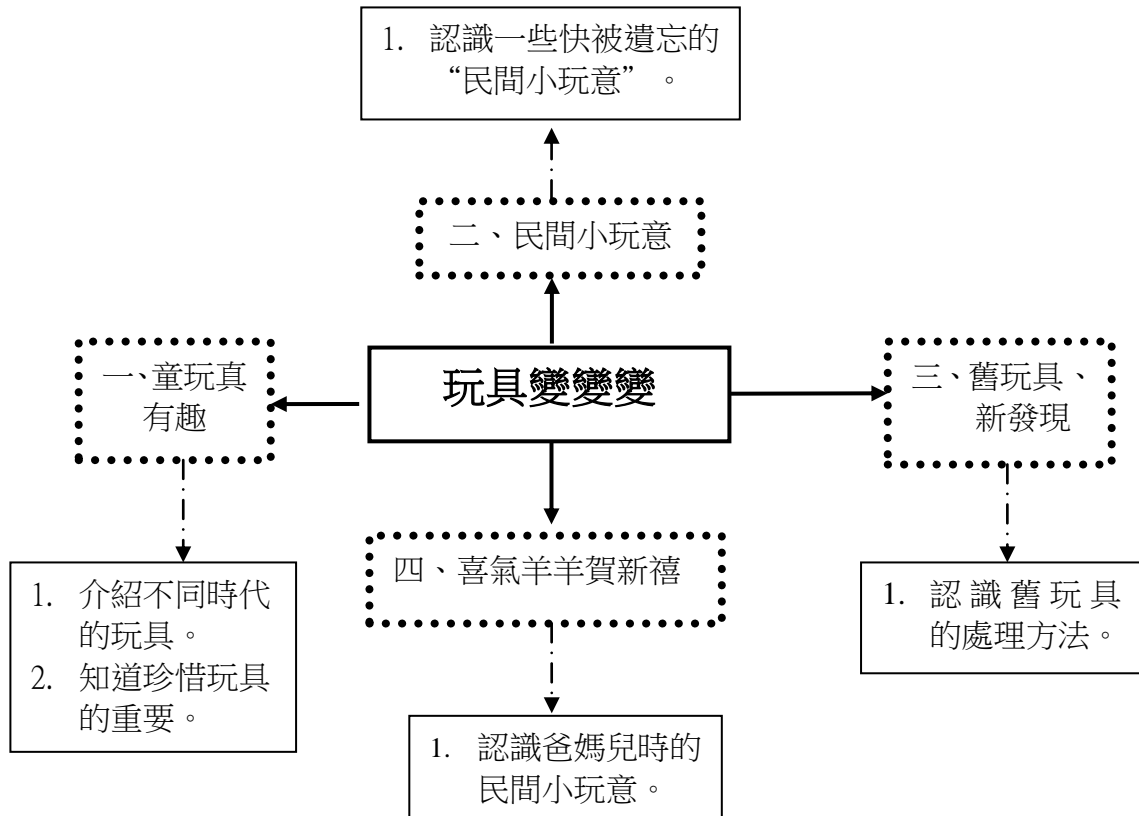 1. 認識一些快被遺忘的
“民間小玩意”。
二、民間小玩意
玩具變變變
一、童玩真
有趣
三、舊玩具、
新發現
四、喜氣羊羊賀新禧
1. 介紹不同時代
的玩具。
2. 知道珍惜玩具
的重要。
1. 認識舊玩具
的處理方法。
1. 認識爸媽兒時的
民間小玩意。